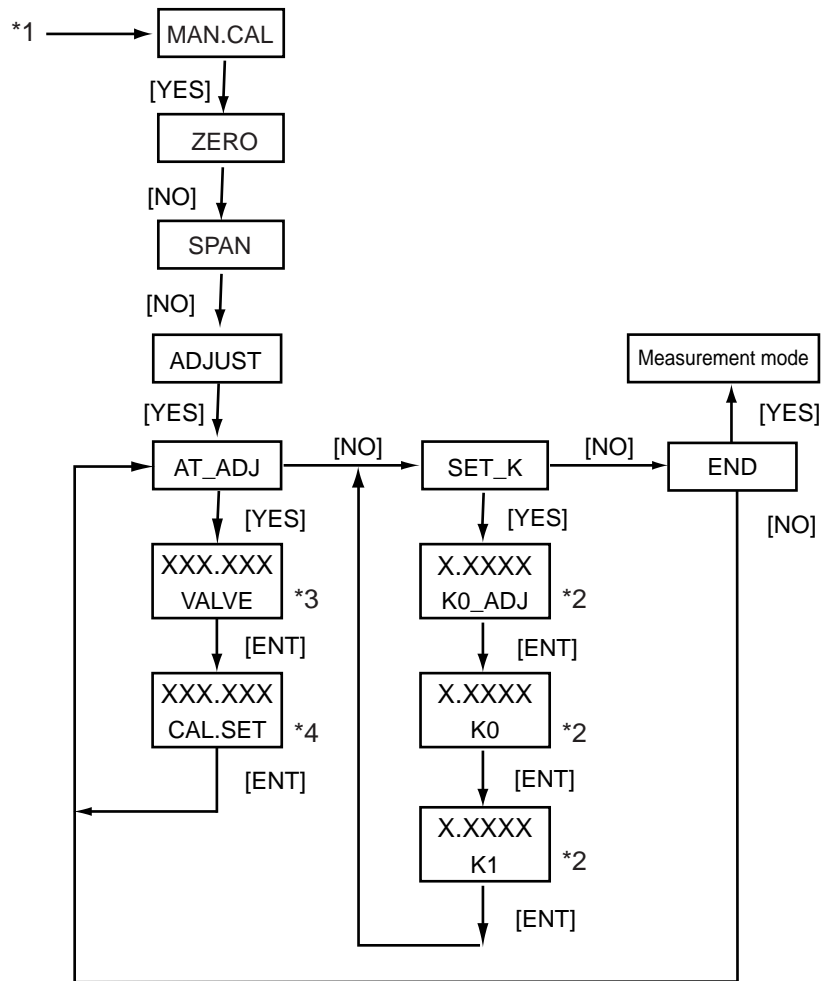 *1
MAN.CAL
[YES]
ZERO
[NO]
SPAN
[NO]
ADJUST
Measurement mode
[YES]
[YES]
AT_ADJ
[NO]
SET_K
[NO]
END
[YES]
[YES]
[NO]
XXX.XXX
VALVE
*3
X.XXXX
K0_ADJ
*2
[ENT]
[ENT]
XXX.XXX
CAL.SET
*4
X.XXXX
K0
*2
[ENT]
[ENT]
X.XXXX
K1
*2
[ENT]